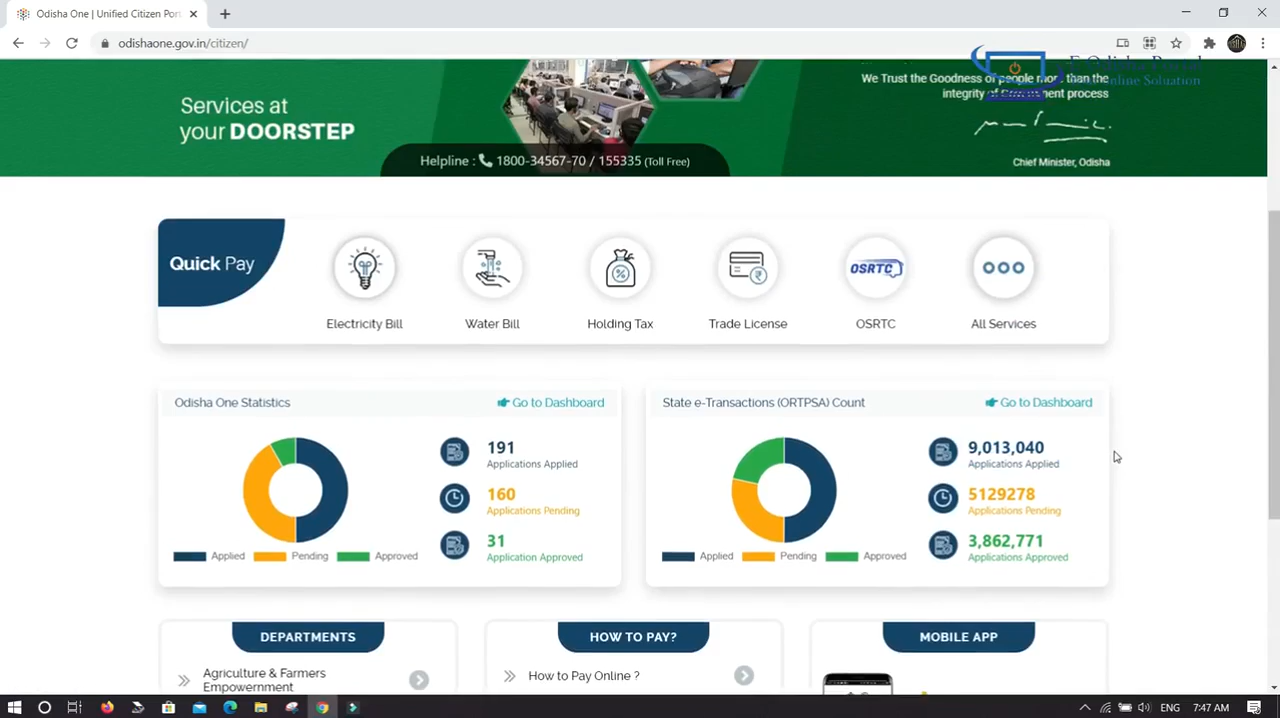 Odisha One | Unified Citizen Port
odishaone.gov.in/citizen/
Services at
your DOORSTEP
We Trust the Goodness of people more than the
integrity of Government process
Chief Minister, Odisha
Helpline : 1800-34567-70 / 155335 (Toll Free)
Quick Pay
Electricity Bill
Water Bill
Holding Tax
Trade License
OSRTC
OSRTC
All Services
Odisha One Statistics
Go to Dashboard
191
Applications Applied
160
Applications Pending
31
Application Approved
Applied Pending Approved
State e-Transactions (ORTPSA) Count
Go to Dashboard
9,013,040
Applications Applied
5129278
Applications Pending
3,862,771
Applications Approved
Applied Pending Approved
DEPARTMENTS
Agriculture & Farmers
Empowernment
HOW TO PAY?
How to Pay Online ?
MOBILE APP
ENG 7:47 AM